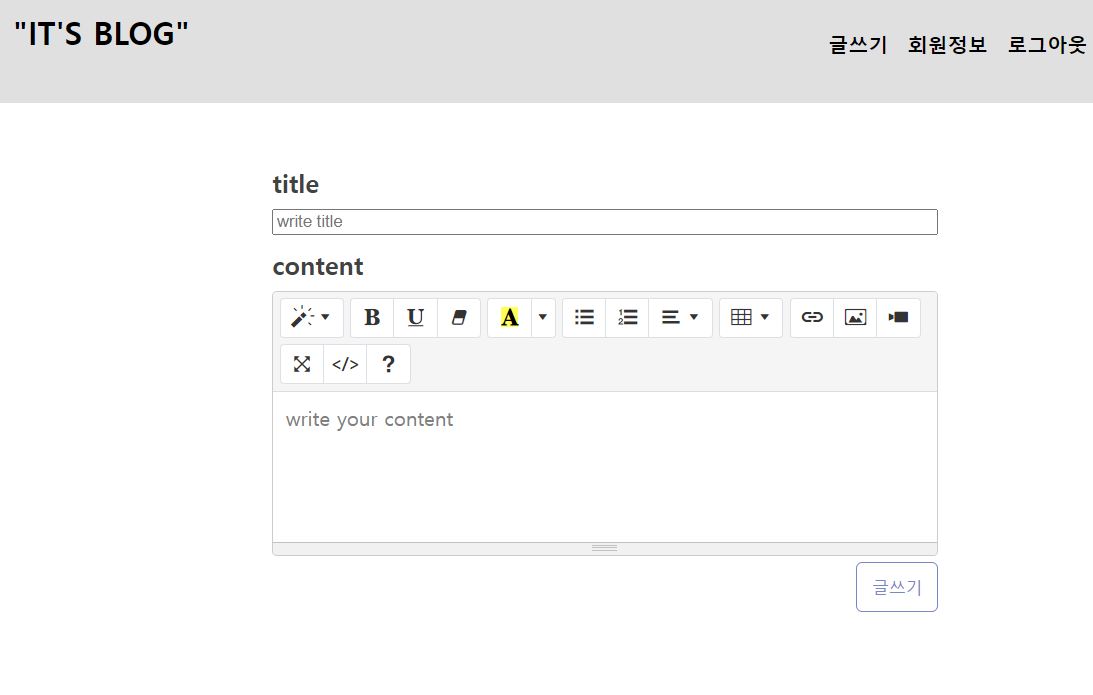 "IT'S BLOG"
글쓰기 회원정보 로그아웃
title
write title
content
B U A
</> ?
write your content
글쓰기